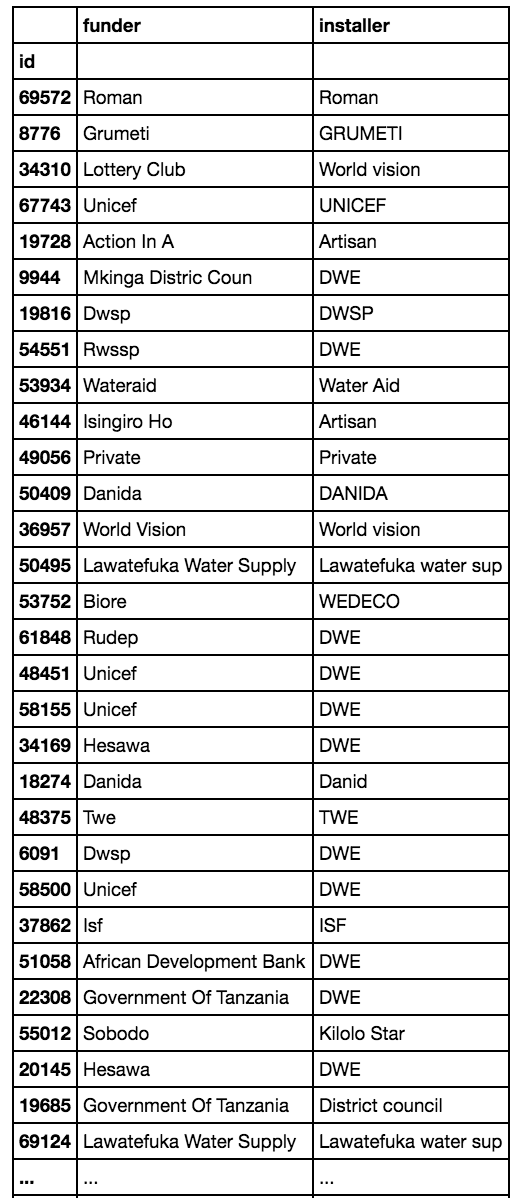 funder installer
id
69572 Roman Roman
8776 Grumeti GRUMETI
34310 Lottery Club World vision
67743 Unicef UNICEF
19728 Action In A Artisan
9944 Mkinga Distric Coun DWE
19816 Dwsp DWSP
54551 Rwssp DWE
53934 Wateraid Water Aid
46144 Isingiro Ho Artisan
49056 Private Private
50409 Danida DANIDA
36957 World Vision World vision
50495 Lawatefuka Water Supply Lawatefuka water sup
53752 Biore WEDECO
61848 Rudep DWE
48451 Unicef DWE
58155 Unicef DWE
34169 Hesawa DWE
18274 Danida Danid
48375 Twe TWE
6091 Dwsp DWE
58500 Unicef DWE
37862 Isf ISF
51058 African Development Bank DWE
22308 Government Of Tanzania DWE
55012 Sobodo Kilolo Star
20145 Hesawa DWE
19685 Government Of Tanzania District council
69124 Lawatefuka Water Supply Lawatefuka water sup
... ... ...